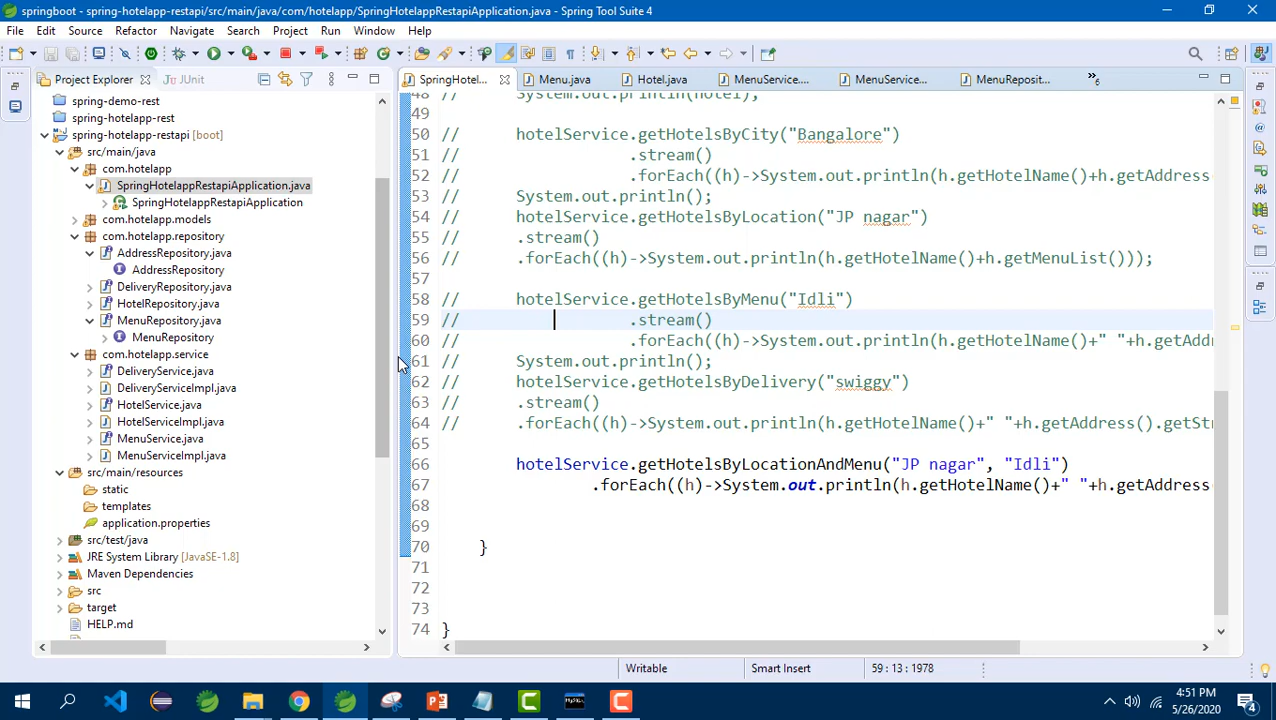 springboot - spring-hotelapp-restapi/src/main/java/com/hotelapp/SpringHotelappRestapiApplication.java - Spring Tool Suite 4
File Edit Source Refactor Navigate Search Project Run Window Help
Project Explorer JUnit
SpringHotel... Menu.java Hotel.java MenuService.... MenuService... MenuReposit... »5
spring-demo-rest
spring-hotelapp-rest
spring-hotelapp-restapi [boot]
src/main/java
com.hotelapp
SpringHotelappRestapiApplication.java
SpringHotelappRestapiApplication
com.hotelapp.models
com.hotelapp.repository
AddressRepository.java
AddressRepository
DeliveryRepository.java
HotelRepository.java
MenuRepository.java
MenuRepository
com.hotelapp.service
DeliveryService.java
DeliveryServiceImpl.java
HotelService.java
HotelServiceImpl.java
MenuService.java
MenuServiceImpl.java
src/main/resources
static
templates
application.properties
src/test/java
JRE System Library [JavaSE-1.8]
Maven Dependencies
src
target
HELP.md
48 // System.out.println(hotel);
49
50 // hotelService.getHotelsByCity("Bangalore")
51 // .stream()
52 // .forEach((h)->System.out.println(h.getHotelName()+h.getAddress
53 // System.out.println();
54 // hotelService.getHotelsByLocation("JP nagar")
55 // .stream()
56 // .forEach((h)->System.out.println(h.getHotelName()+h.getMenuList()));
57
58 // hotelService.getHotelsByMenu("Idli")
59 // .stream()
60 // .forEach((h)->System.out.println(h.getHotelName()+" "+h.getAdd
61 // System.out.println();
62 // hotelService.getHotelsByDelivery("swiggy")
63 // .stream()
64 // .forEach((h)->System.out.println(h.getHotelName()+" "+h.getAddress().getSt
65
66 hotelService.getHotelsByLocationAndMenu("JP nagar", "Idli")
67 .forEach((h)->System.out.println(h.getHotelName()+" "+h.getAddress(
68
69
70 }
71
72
73
74 }
Writable Smart Insert 59 : 13 : 1978
4:51 PM
5/26/2020
4